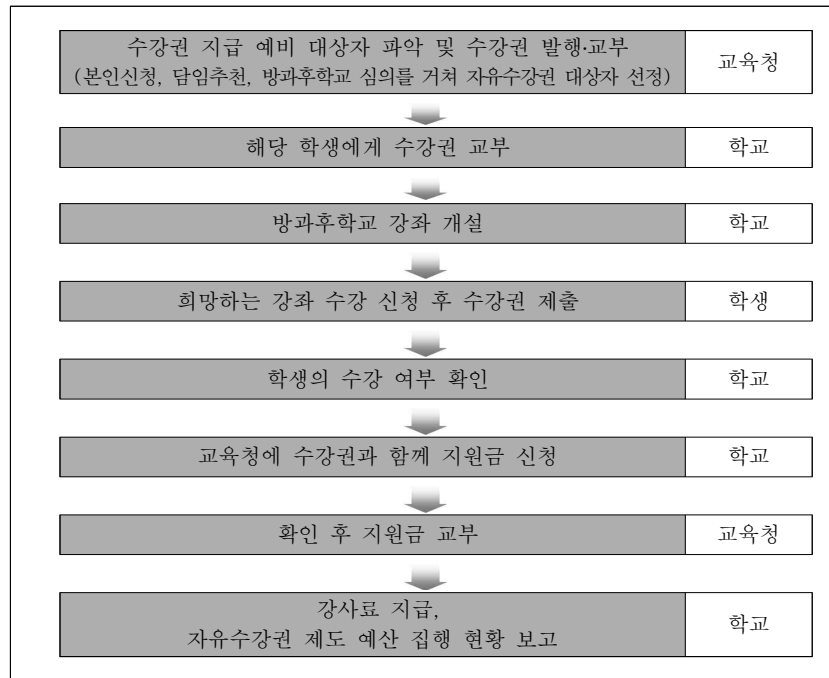 수강권 지급 예비 대상자 파악 및 수강권 발행·교부
(본인신청, 담임추천, 방과후학교 심의를 거쳐 자유수강권 대상자 선정)
교육청
해당 학생에게 수강권 교부
학교
방과후학교 강좌 개설
학교
희망하는 강좌 수강 신청 후 수강권 제출
학생
학생의 수강 여부 확인
학교
교육청에 수강권과 함께 지원금 신청
학교
확인 후 지원금 교부
교육청
강사료 지급,
자유수강권 제도 예산 집행 현황 보고
학교